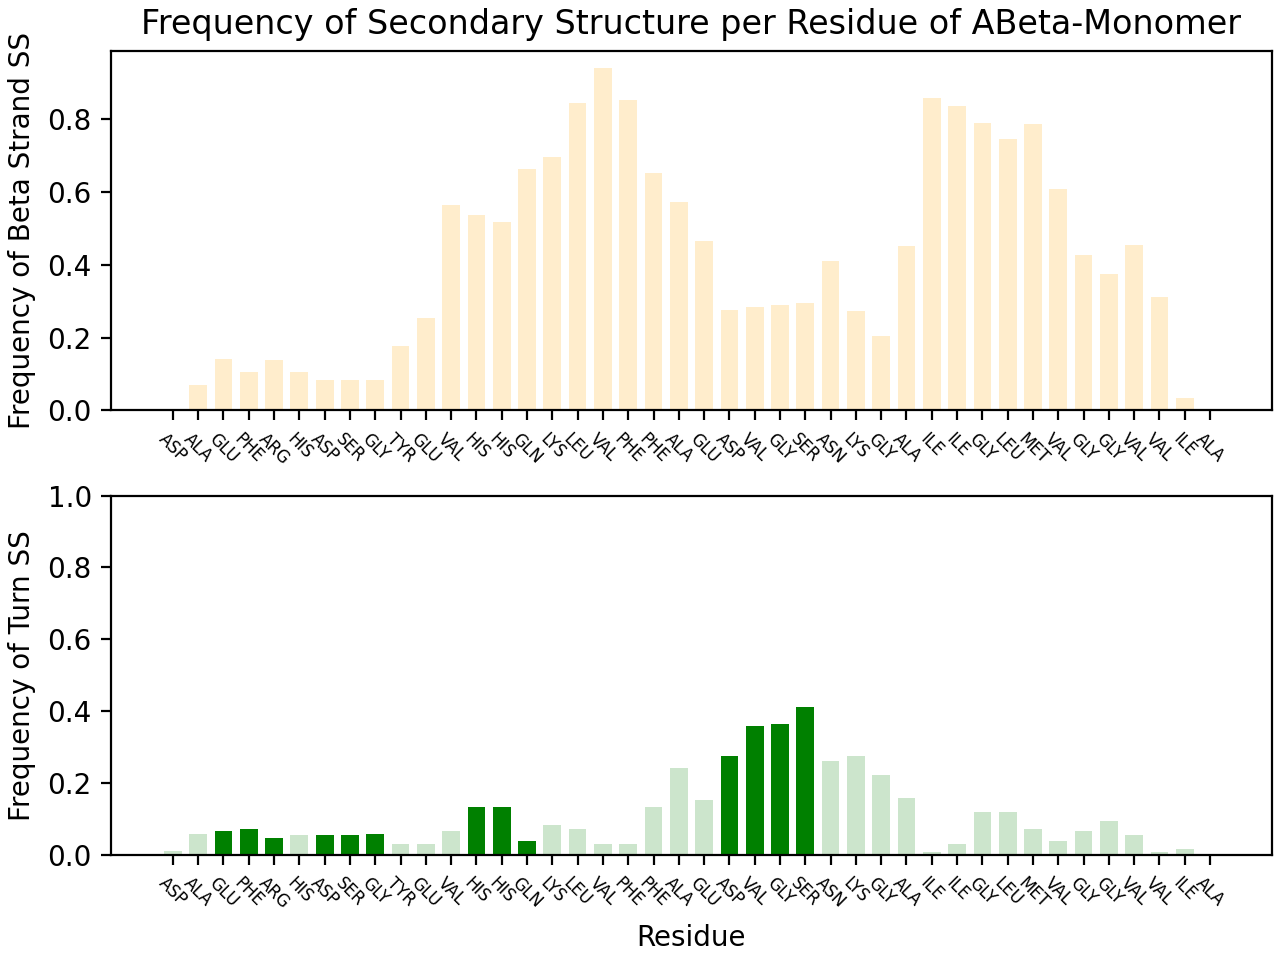 Frequency of Secondary Structure per Residue of ABeta-Monomer
Frequency of Beta Strand SS
0.8
0.6
0.4
0.2
0.0
ASP ALA GLU PHE ARG HIS ASP SER GLY TYR GLU VAL HIS HIS GLN LYS LEU VAL PHE PHE ALA GLU ASP VAL GLY SER ASN LYS GLY ALA ILE ILE GLY LEU MET VAL GLY GLY VAL VAL ILE ALA
Frequency of Turn SS
1.0
0.8
0.6
0.4
0.2
0.0
ASP ALA GLU PHE ARG HIS ASP SER GLY TYR GLU VAL HIS HIS GLN LYS LEU VAL PHE PHE ALA GLU ASP VAL GLY SER ASN LYS GLY ALA ILE ILE GLY LEU MET VAL GLY GLY VAL VAL ILE ALA
Residue